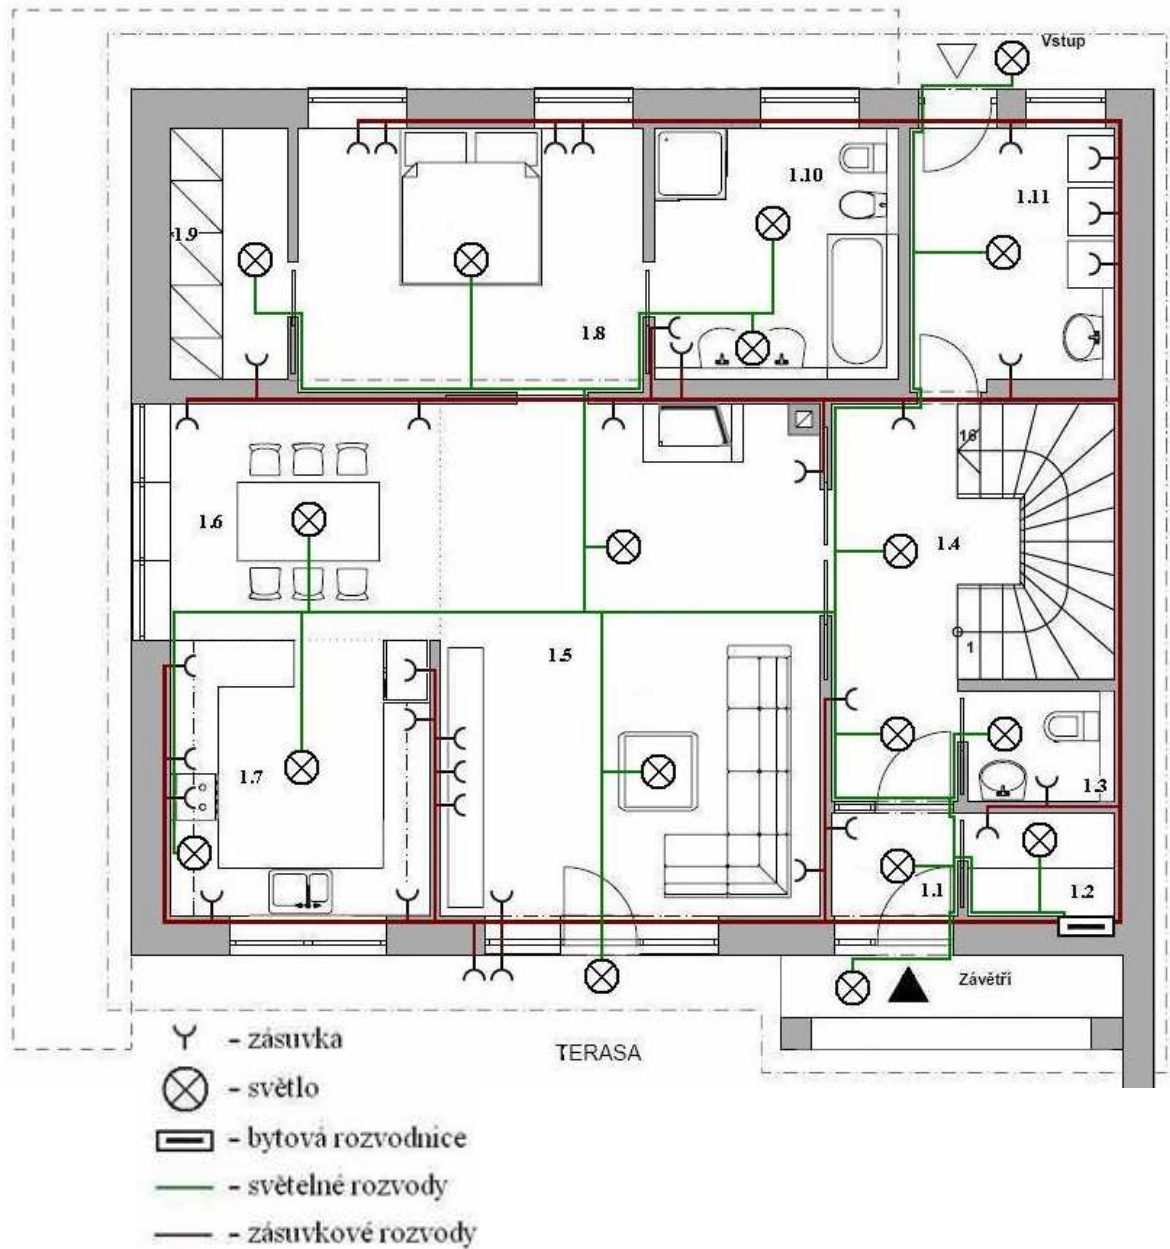 Vstup
1.10
1.11
1.9
1.8
16
1.6
1.4
1
1.5
1.7
1.3
1.1
1.2
Závětří
TERASA
- zásuvka
- světlo
- bytová rozvodnice
- světelné rozvody
- zásuvkové rozvody